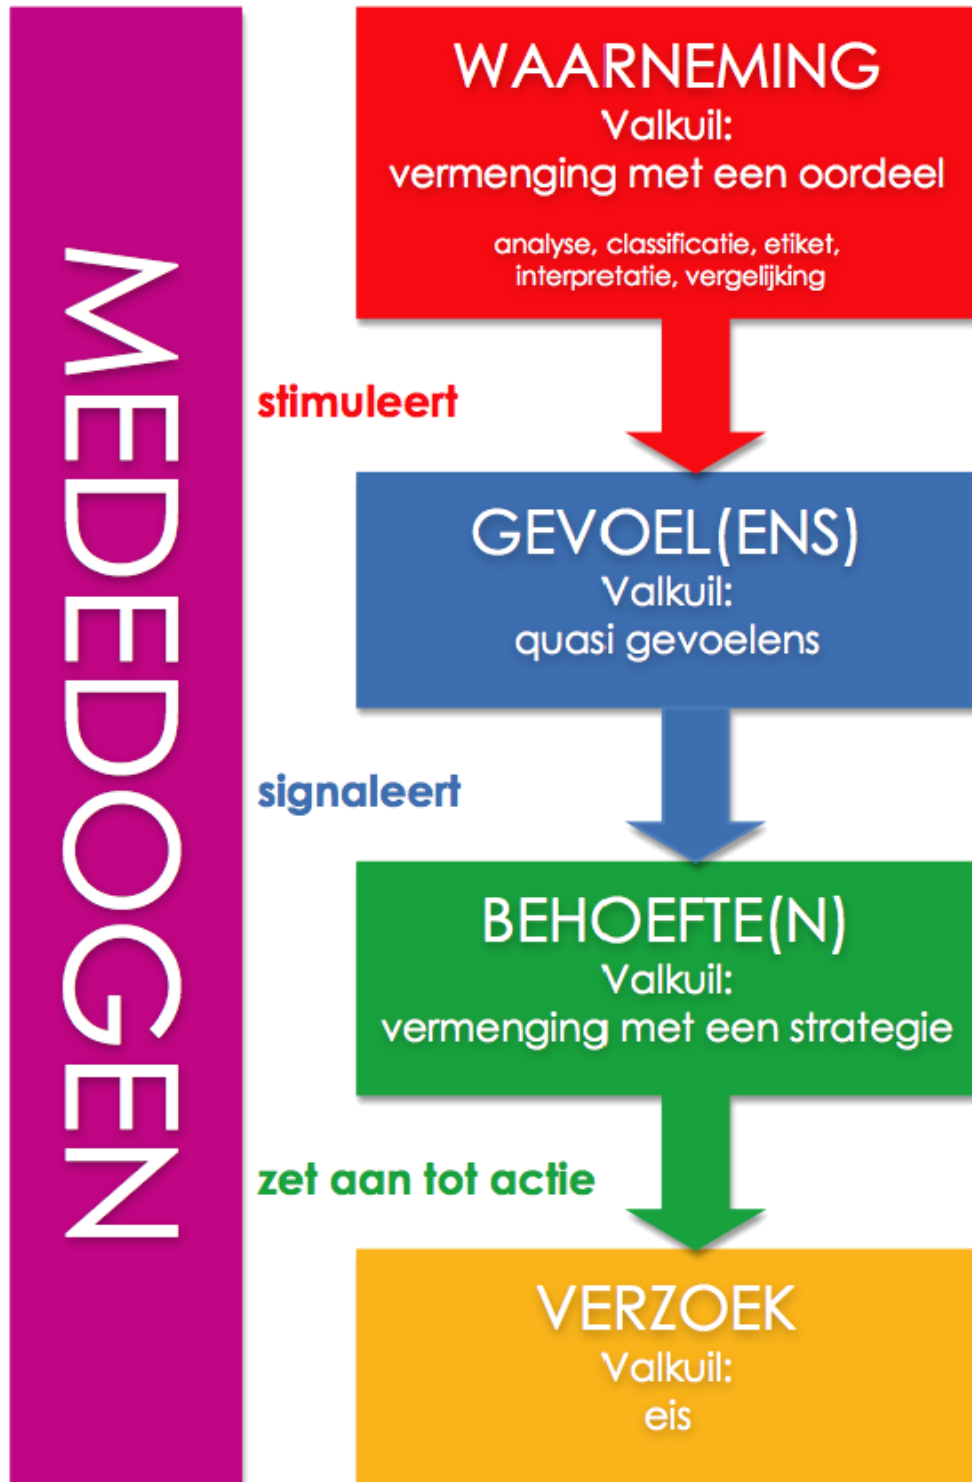 MEDEDOGEN
WAARNEMING
Valkuil:
vermenging met een oordeel
analyse, classificatie, etiket,
interpretatie, vergelijking
stimuleert
GEVOEL(ENS)
Valkuil:
quasi gevoelens
signaleert
BEHOEFTE(N)
Valkuil:
vermenging met een strategie
zet aan tot actie
VERZOEK
Valkuil:
eis